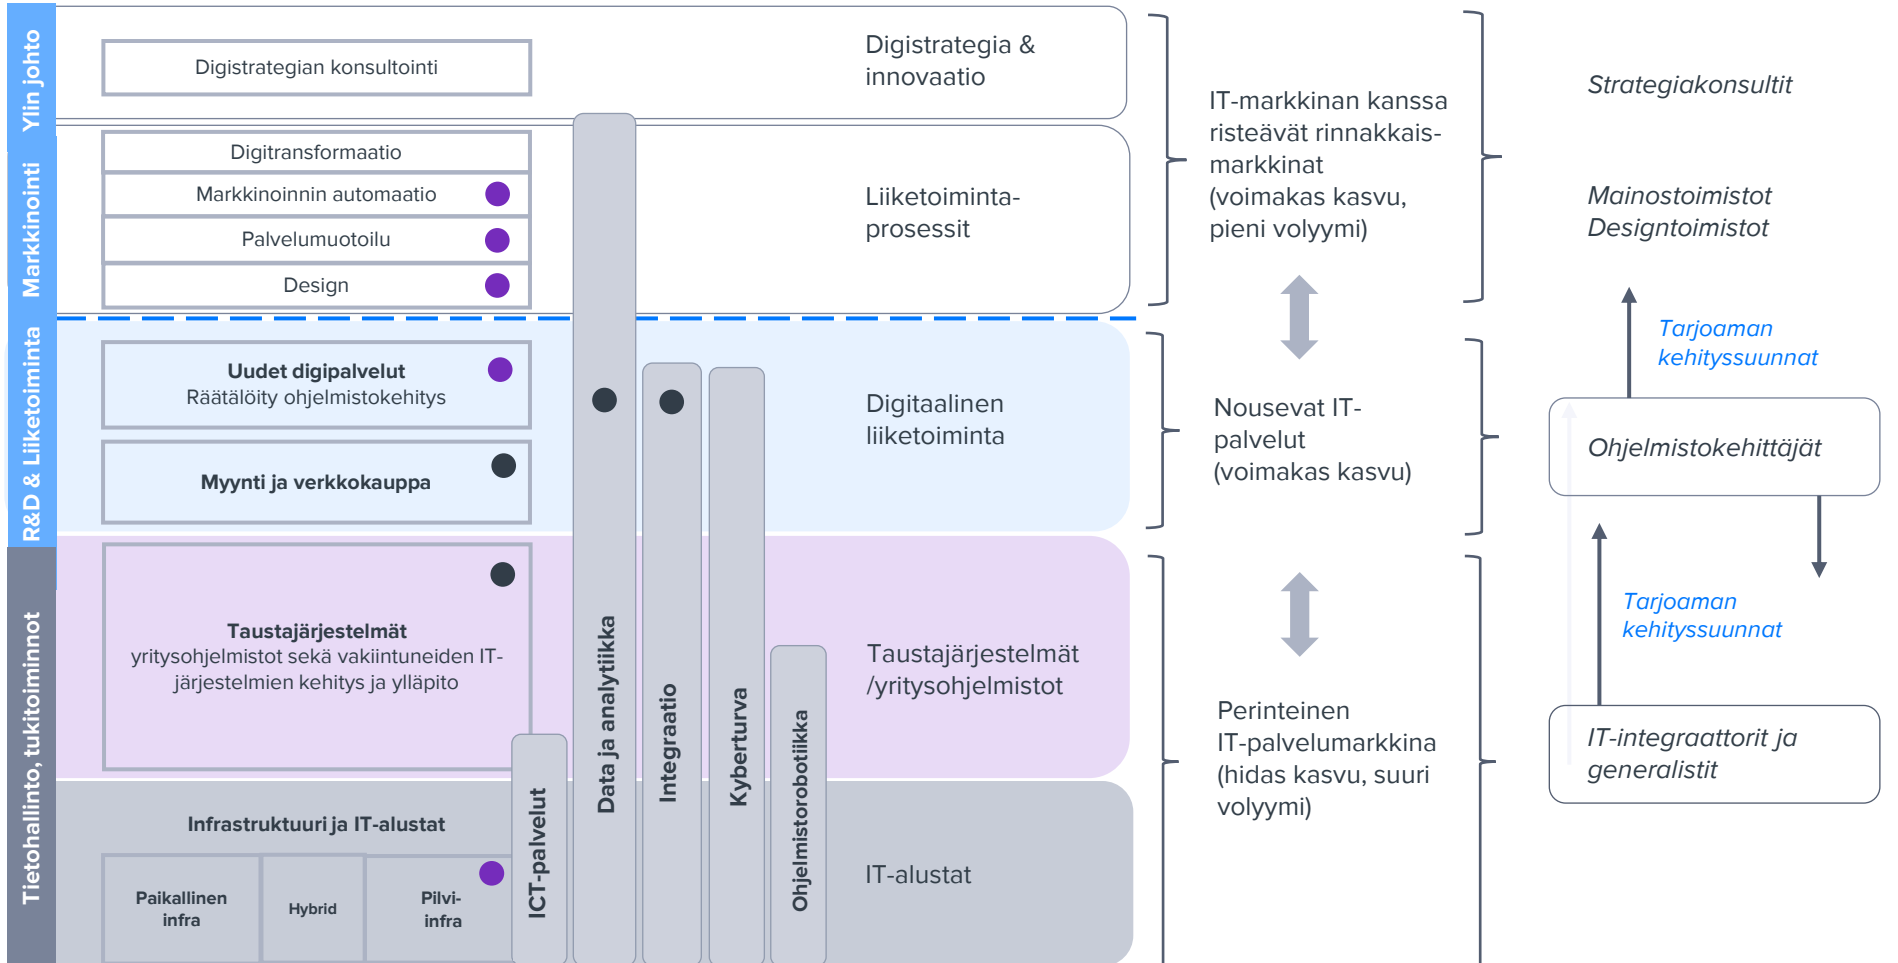 Ylin johto
Markkinointi
R&D & Liiketoiminta
Tietohallinto, tukitoiminnot
Digistrategian konsultointi
Digitransformaatio
Markkinoinnin automaatio
Palvelumuotoilu
Design
Uudet digipalvelut
Räätälöity ohjelmistokehitys
Myynti ja verkkokauppa
Taustajärjestelmät
yritysohjelmistot sekä vakiintuneiden IT-
järjestelmien kehitys ja ylläpito
Infrastruktuuri ja IT-alustat
Paikallinen
infra
Hybrid
Pilvi-
infra
ICT-palvelut
Data ja analytiikka
Integraatio
Kyberturva
Ohjelmistorobotiikka
Digistrategia &
innovaatio
Liiketoiminta-
prosessit
Digitaalinen
liiketoiminta
Taustajärjestelmät
/yritysohjelmistot
IT-alustat
IT-markkinan kanssa
risteävät rinnakkais-
markkinat
(voimakas kasvu,
pieni volyymi)
Nousevat IT-
palvelut
(voimakas kasvu)
Perinteinen
IT-palvelumarkkina
(hidas kasvu, suuri
volyymi)
Strategiakonsultit
Mainostoimistot
Designtoimistot
Tarjoaman
kehityssuunnat
Ohjelmistokehittäjät
Tarjoaman
kehityssuunnat
IT-integraattorit ja
generalistit